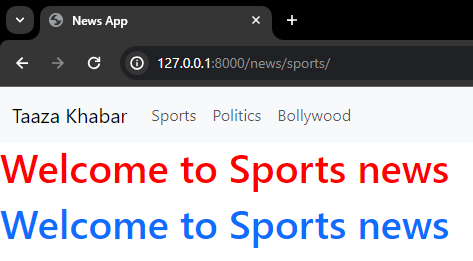 News App
127.0.0.1:8000/news/sports/
Taaza Khabar Sports Politics Bollywood
Welcome to Sports news
Welcome to Sports news